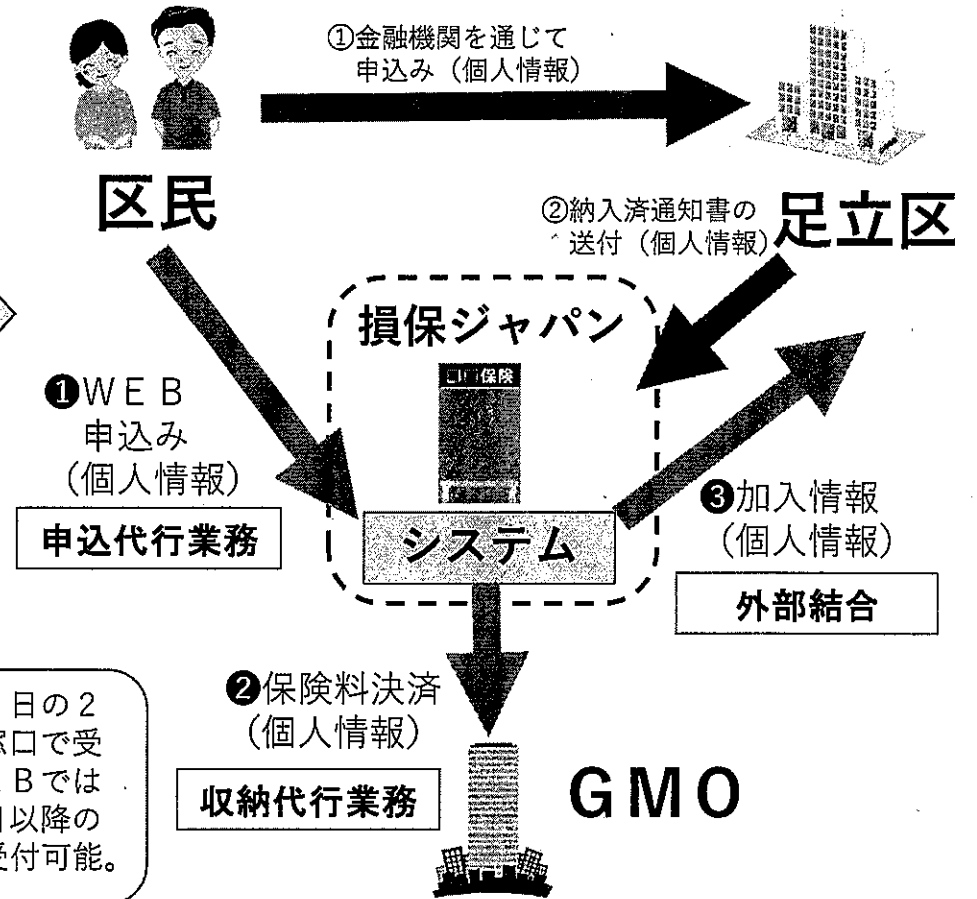 ①金融機関を通じて
申込み（個人情報）
区民
②納入済通知書の
送付（個人情報）
足立区
損保ジャパン
保険
❶ＷＥＢ
申込み
（個人情報）
申込代行業務
システム
❸加入情報
（個人情報）
外部結合
❷保険料決済
（個人情報）
収納代行業務
ＧＭＯ
日の２
窓口で受
Ｂでは
以降の
受付可能。